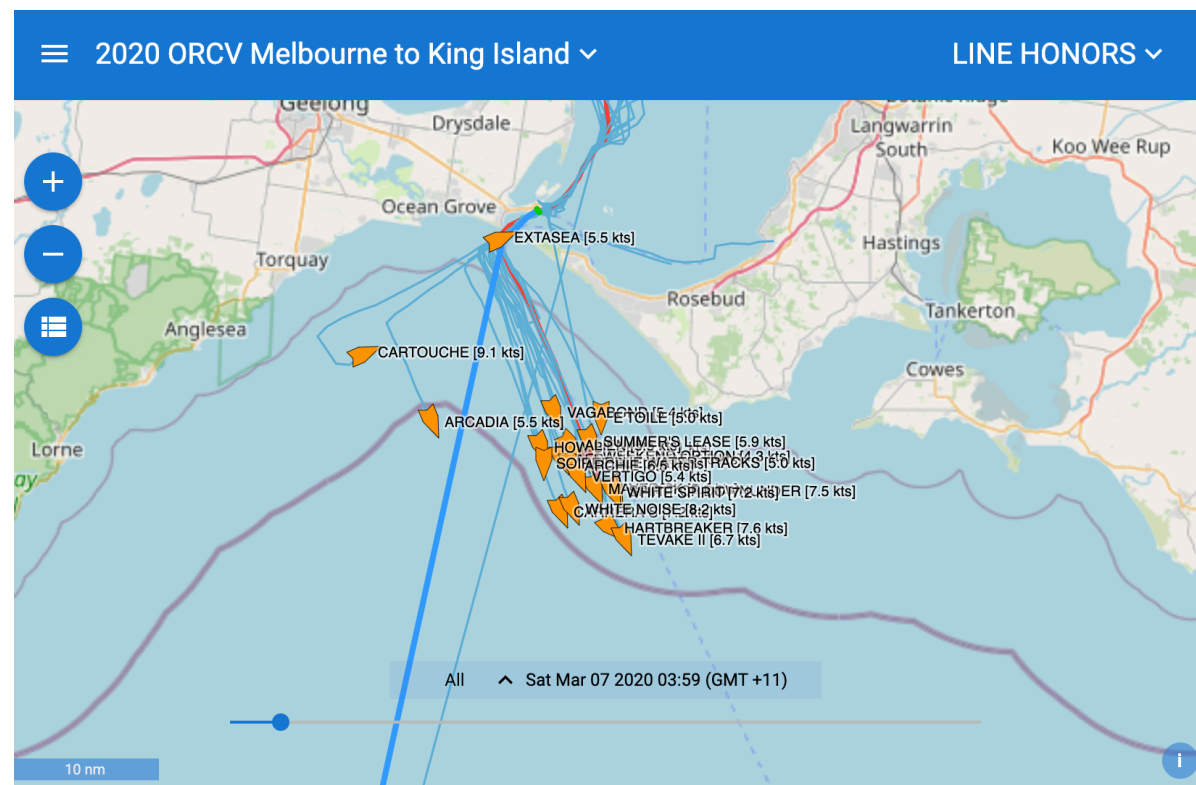 2020 ORCV Melbourne to King Island
LINE HONORS
Geelong
Drysdale
Langwarrin
South
Koo Wee Rup
+
Ocean Grove
EXTASEA [5.5 kts]
Hastings
−
Torquay
Rosebud
Tankerton
Anglesea
CARTOUCHE [9.1 kts]
Cowes
ARCADIA [5.5 kts]
ETOILE [5.0 kts]
Lorne
SUMMER'S LEASE [5.9 kts]
TRACKS [5.0 kts]
ay
VERTIGO [5.4 kts]
WHITE SPIRIT [7.2 kts]
[7.5 kts]
WHITE NOISE [8.2 kts]
HARTBREAKER [7.6 kts]
TEVAKE II [6.7 kts]
All
Sat Mar 07 2020 03:59 (GMT +11)
10 nm
i